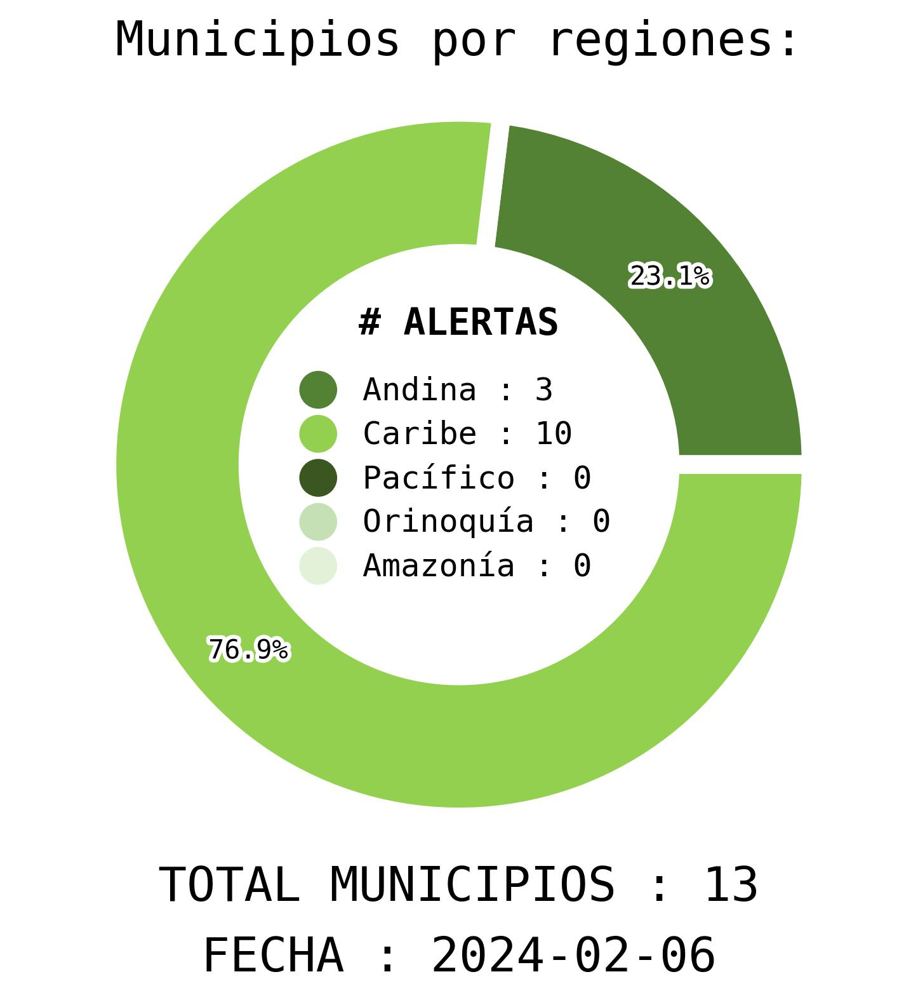 Municipios por regiones:
23.1%
# ALERTAS
Andina : 3
Caribe : 10
Pacífico : 0
Orinoquía : 0
Amazonía : 0
76.9%
TOTAL MUNICIPIOS : 13
FECHA : 2024-02-06